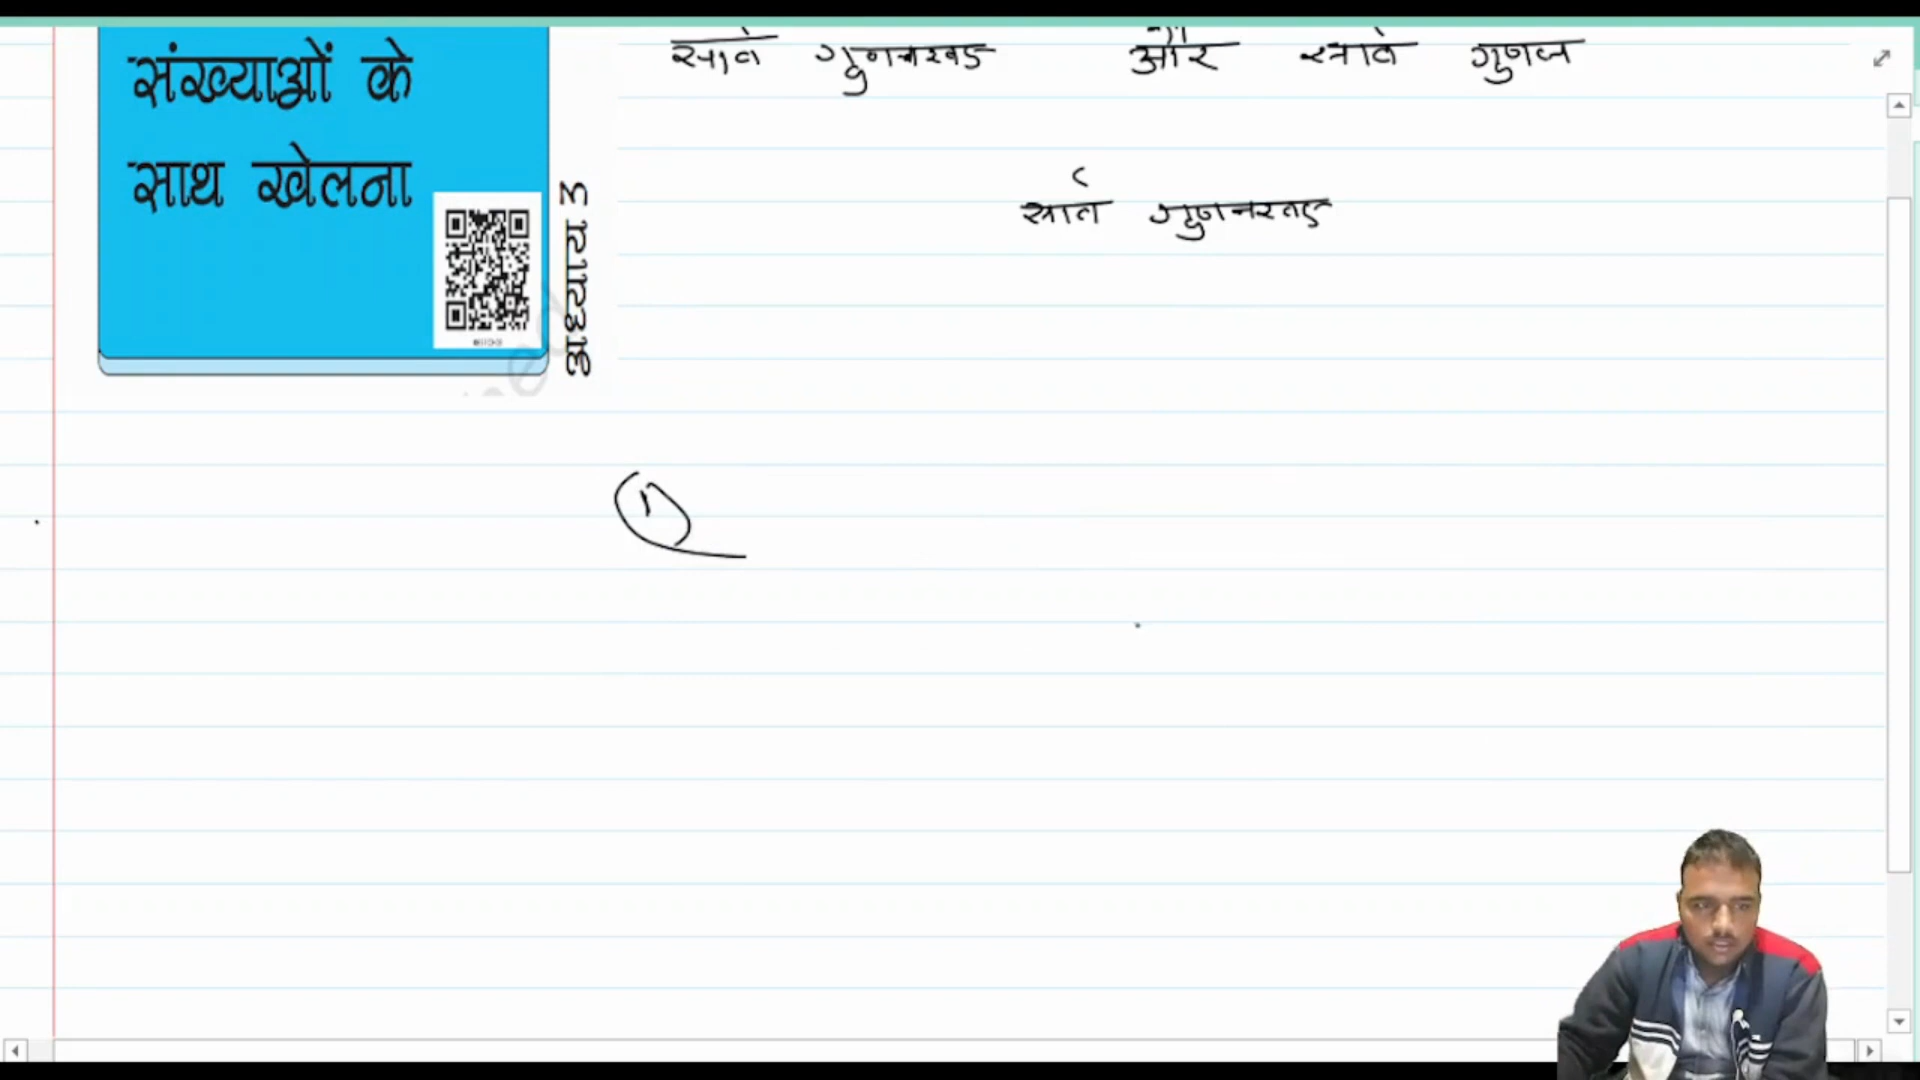 संख्याओं के
साथ खेलना
अध्याय 3
सार्व गुणनखंड और सार्व गुणज
सार्व गुणनखंड
1